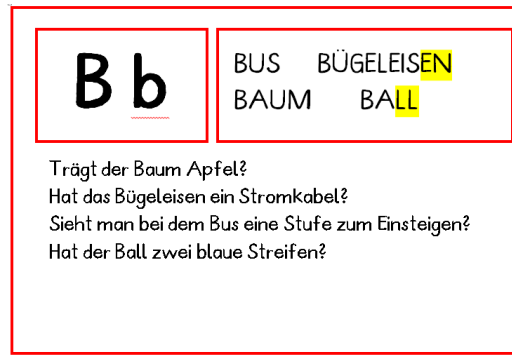 B b
BUS BÜGELEISEN
BAUM BALL
Trägt der Baum Apfel?
Hat das Bügeleisen ein Stromkabel?
Sieht man bei dem Bus eine Stufe zum Einsteigen?
Hat der Ball zwei blaue Streifen?